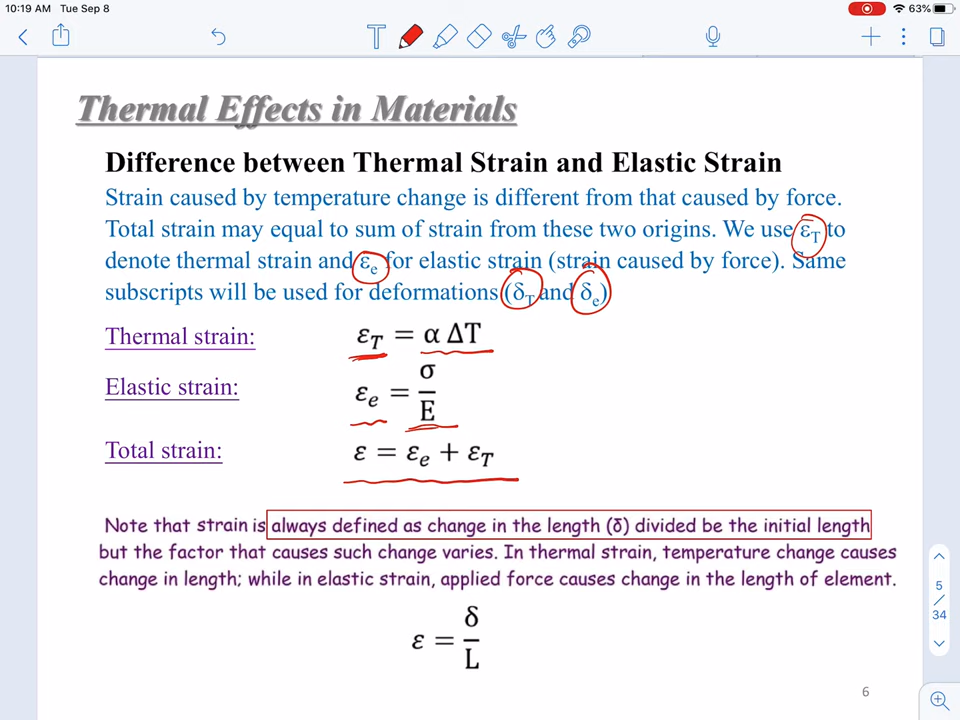 10:19 AM Tue Sep 8 63%
Thermal Effects in Materials
Difference between Thermal Strain and Elastic Strain
Strain caused by temperature change is different from that caused by force.
Total strain may equal to sum of strain from these two origins. We use εT to
denote thermal strain and εe for elastic strain (strain caused by force). Same
subscripts will be used for deformations (δT and δe)
Thermal strain: εT = α ΔT
Elastic strain: εe = σ/E
Total strain: ε = εe + εT
Note that strain is always defined as change in the length (δ) divided be the initial length
but the factor that causes such change varies. In thermal strain, temperature change causes
change in length; while in elastic strain, applied force causes change in the length of element.
ε = δ/L
5
/
34
6